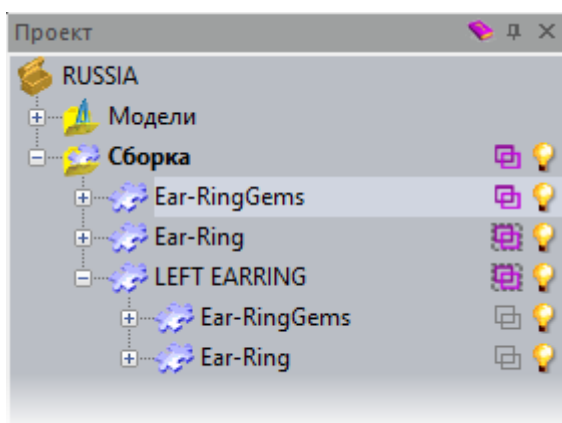 Проект
RUSSIA
Модели
Сборка
Ear-RingGems
Ear-Ring
LEFT EARRING
Ear-RingGems
Ear-Ring